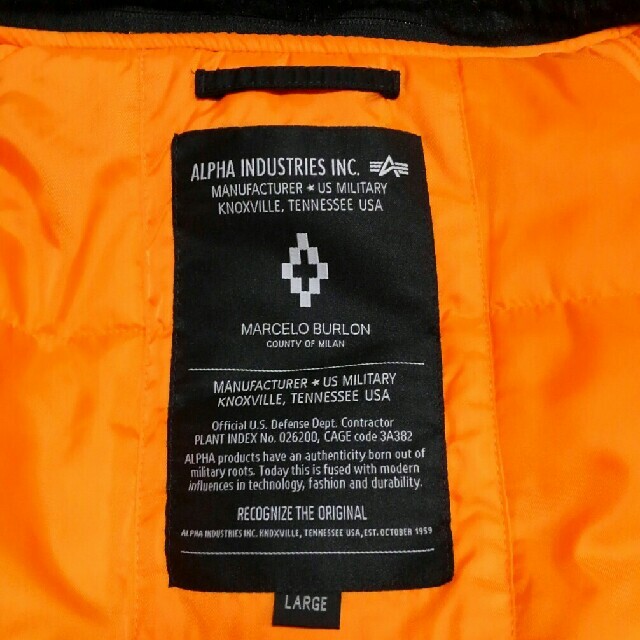 ALPHA INDUSTRIES INC.
MANUFACTURER ★ US MILITARY
KNOXVILLE, TENNESSEE USA
MARCELO BURLON
COUNTY OF MILAN
MANUFACTURER ★ US MILITARY
KNOXVILLE, TENNESSEE USA
Official U.S. Defense Dept. Contractor
PLANT INDEX No. 026200, CAGE code 3A382
ALPHA products have an authenticity born out of
military roots. Today this is fused with modern
influences in technology, fashion and durability.
RECOGNIZE THE ORIGINAL
ALPHA INDUSTRIES INC. KNOXVILLE, TENNESSEE USA, EST. OCTOBER 1959
LARGE